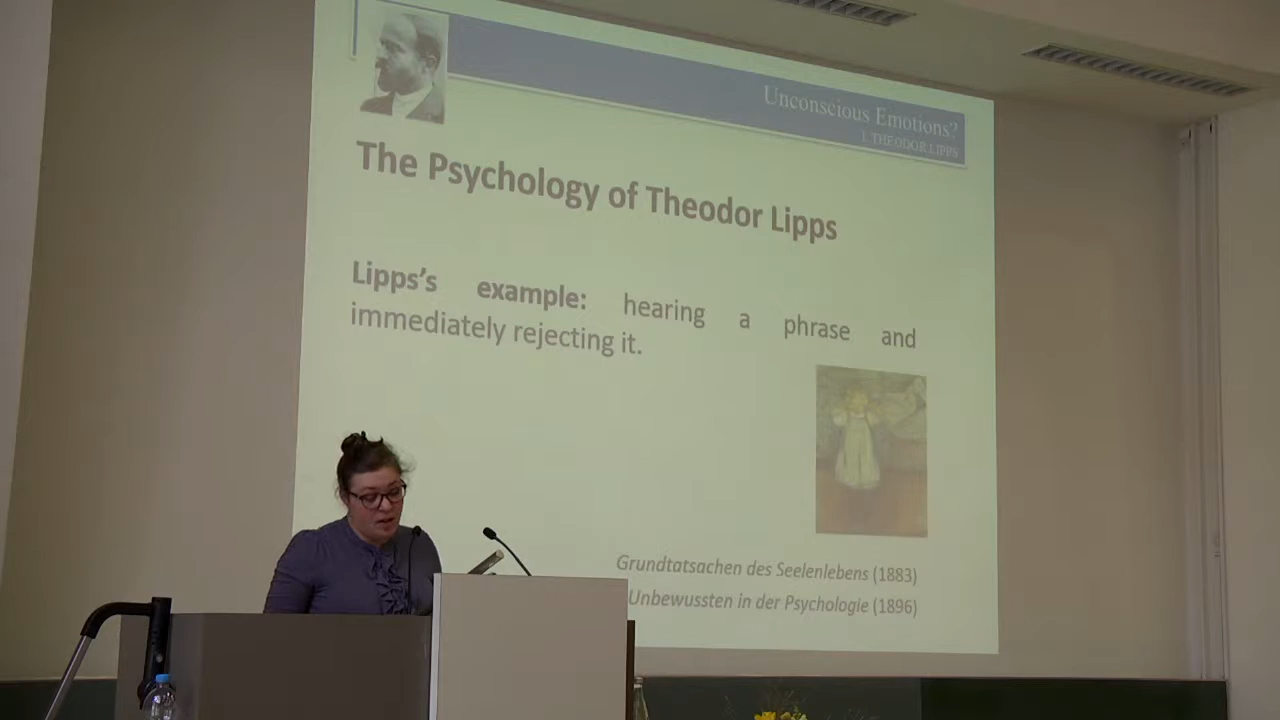 Unconscious Emotions?
1. THEODOR LIPPS
The Psychology of Theodor Lipps
Lipps's example: hearing a phrase and
immediately rejecting it.
Grundtatsachen des Seelenlebens (1883)
Unbewussten in der Psychologie (1896)